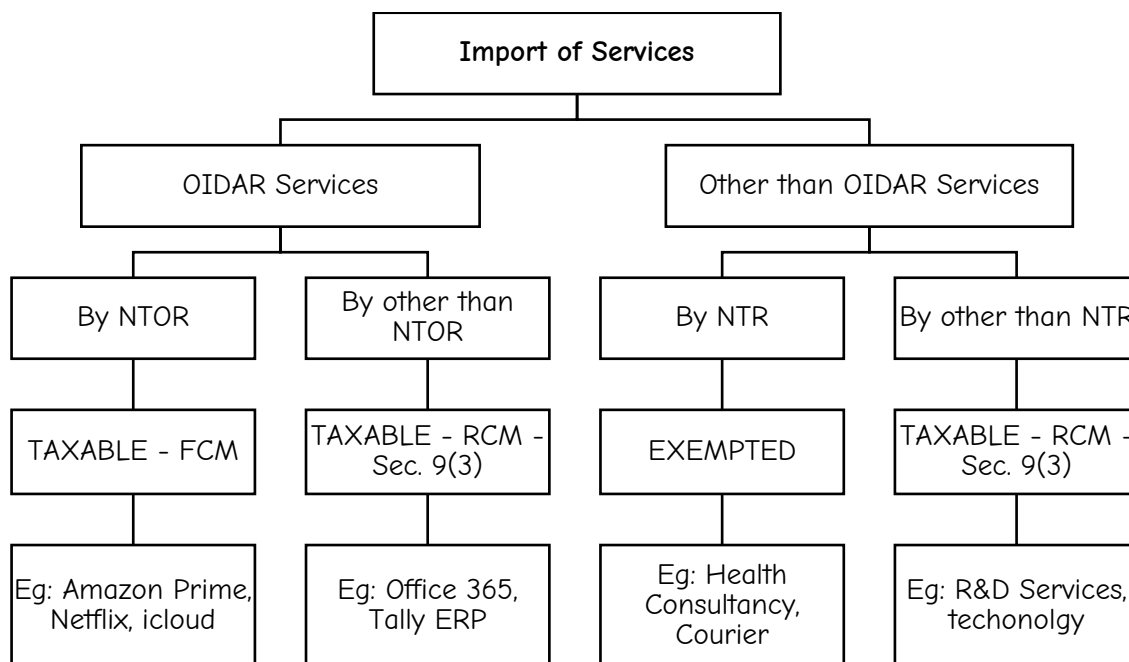 Import of Services
OIDAR Services
Other than OIDAR Services
By NTOR
By other than
NTOR
By NTR
By other than NTR
TAXABLE - FCM
TAXABLE - RCM -
Sec. 9(3)
EXEMPTED
TAXABLE - RCM -
Sec. 9(3)
Eg: Amazon Prime,
Netflix, icloud
Eg: Office 365,
Tally ERP
Eg: Health
Consultancy,
Courier
Eg: R&D Services,
techonolgy